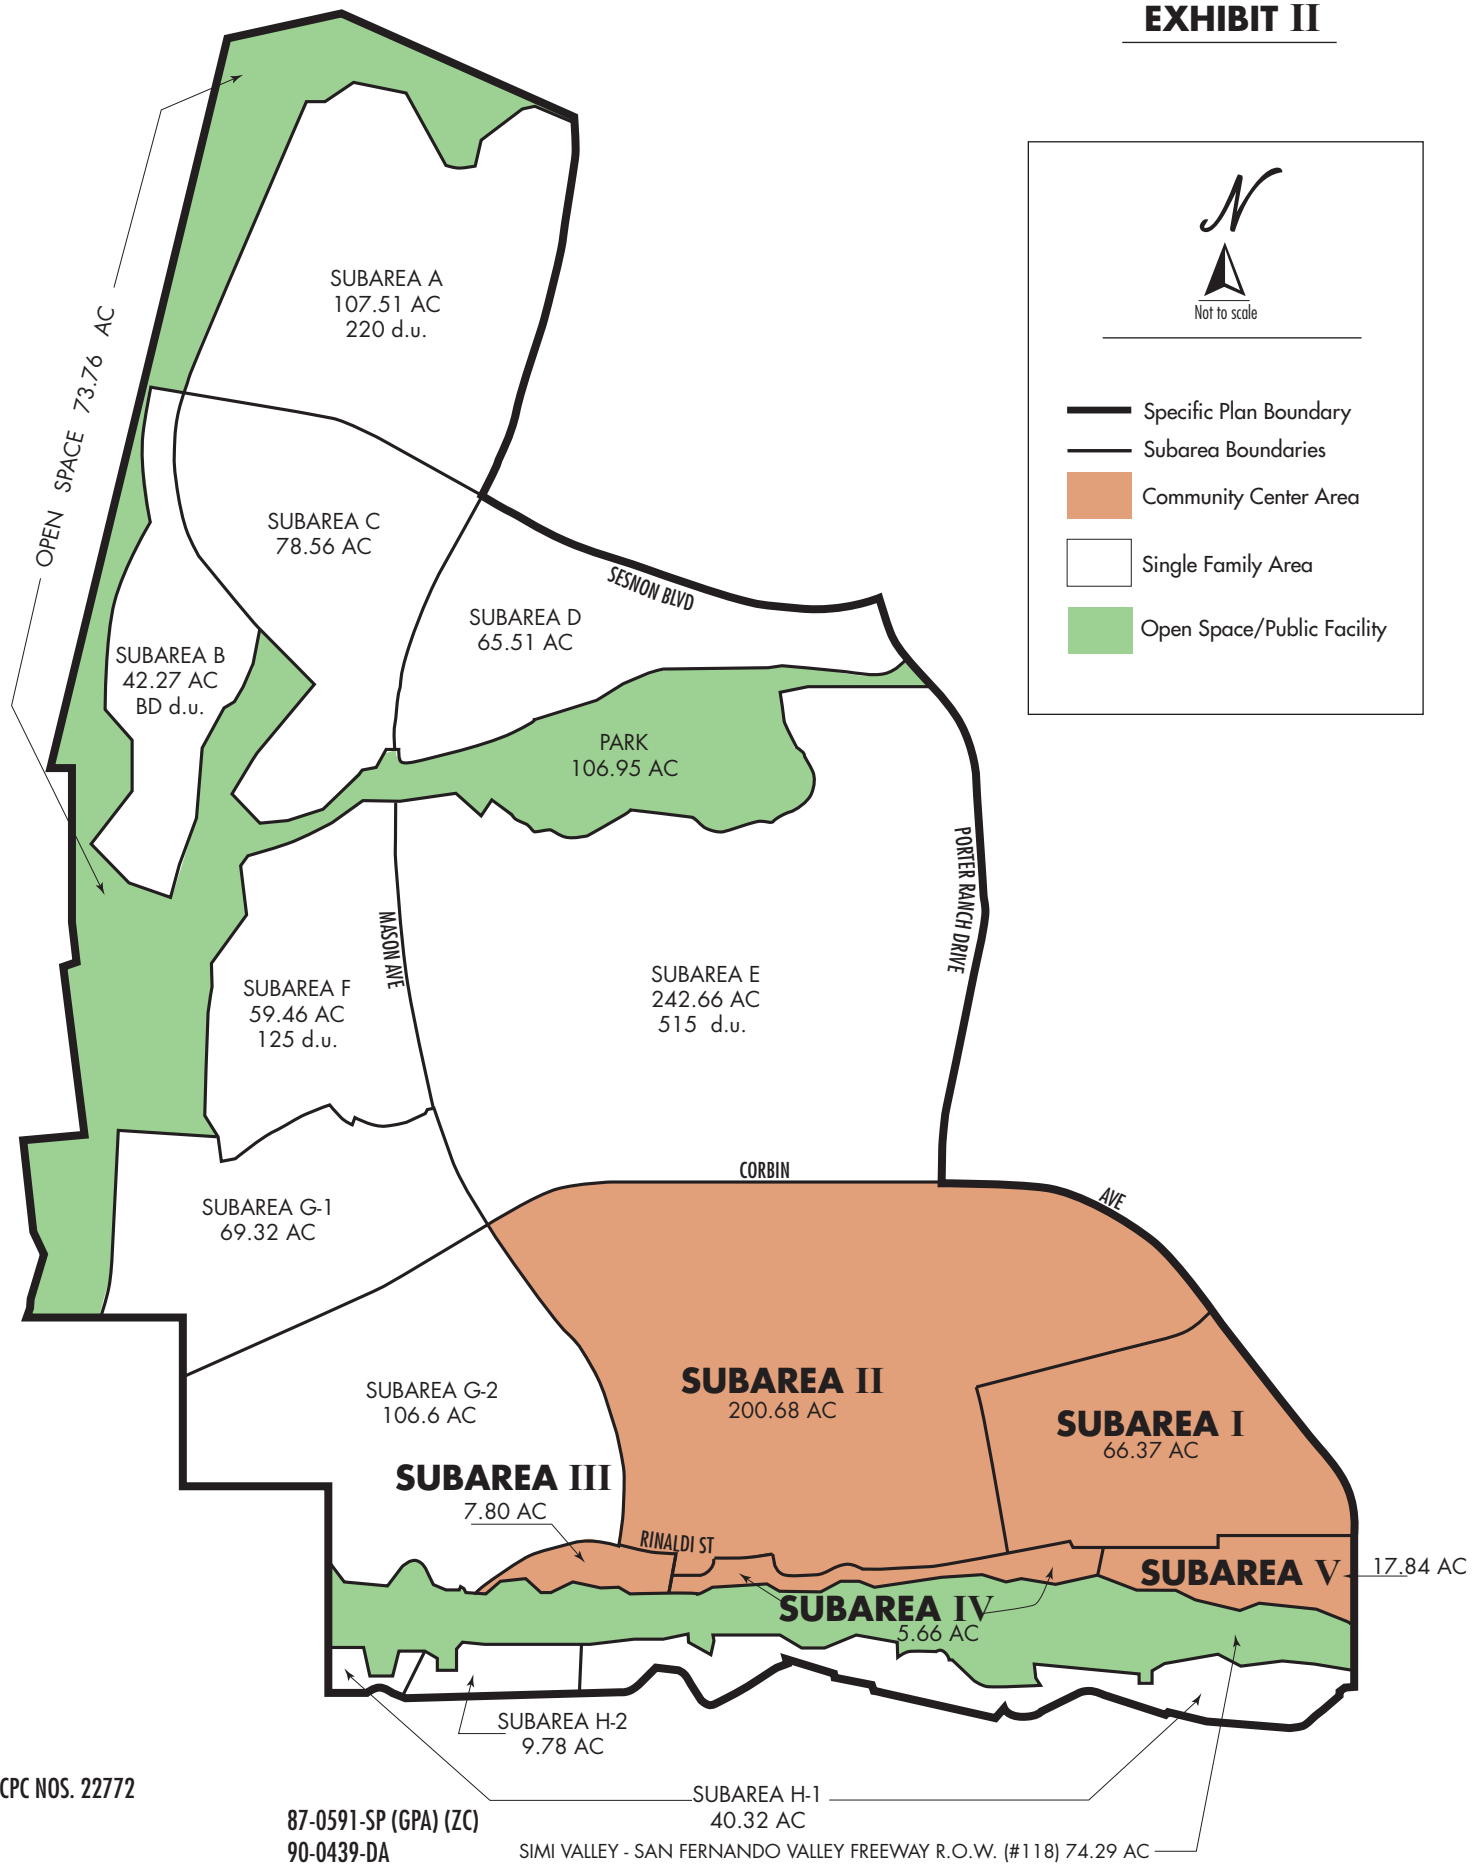 EXHIBIT II
N
Not to scale
Specific Plan Boundary
Subarea Boundaries
Community Center Area
Single Family Area
Open Space/Public Facility
OPEN SPACE 73.76 AC
SUBAREA A
107.51 AC
220 d.u.
SUBAREA C
78.56 AC
SESNON BLVD
SUBAREA D
65.51 AC
SUBAREA B
42.27 AC
BD d.u.
PARK
106.95 AC
PORTER RANCH DRIVE
MASON AVE
SUBAREA E
242.66 AC
515 d.u.
SUBAREA F
59.46 AC
125 d.u.
CORBIN
AVE
SUBAREA G-1
69.32 AC
SUBAREA II
200.68 AC
SUBAREA G-2
106.6 AC
SUBAREA I
66.37 AC
SUBAREA III
7.80 AC
RINALDI ST
SUBAREA V
17.84 AC
SUBAREA IV
5.66 AC
SUBAREA H-2
9.78 AC
SUBAREA H-1
40.32 AC
CPC NOS. 22772
87-0591-SP (GPA) (ZC)
90-0439-DA
SIMI VALLEY - SAN FERNANDO VALLEY FREEWAY R.O.W. (#118) 74.29 AC